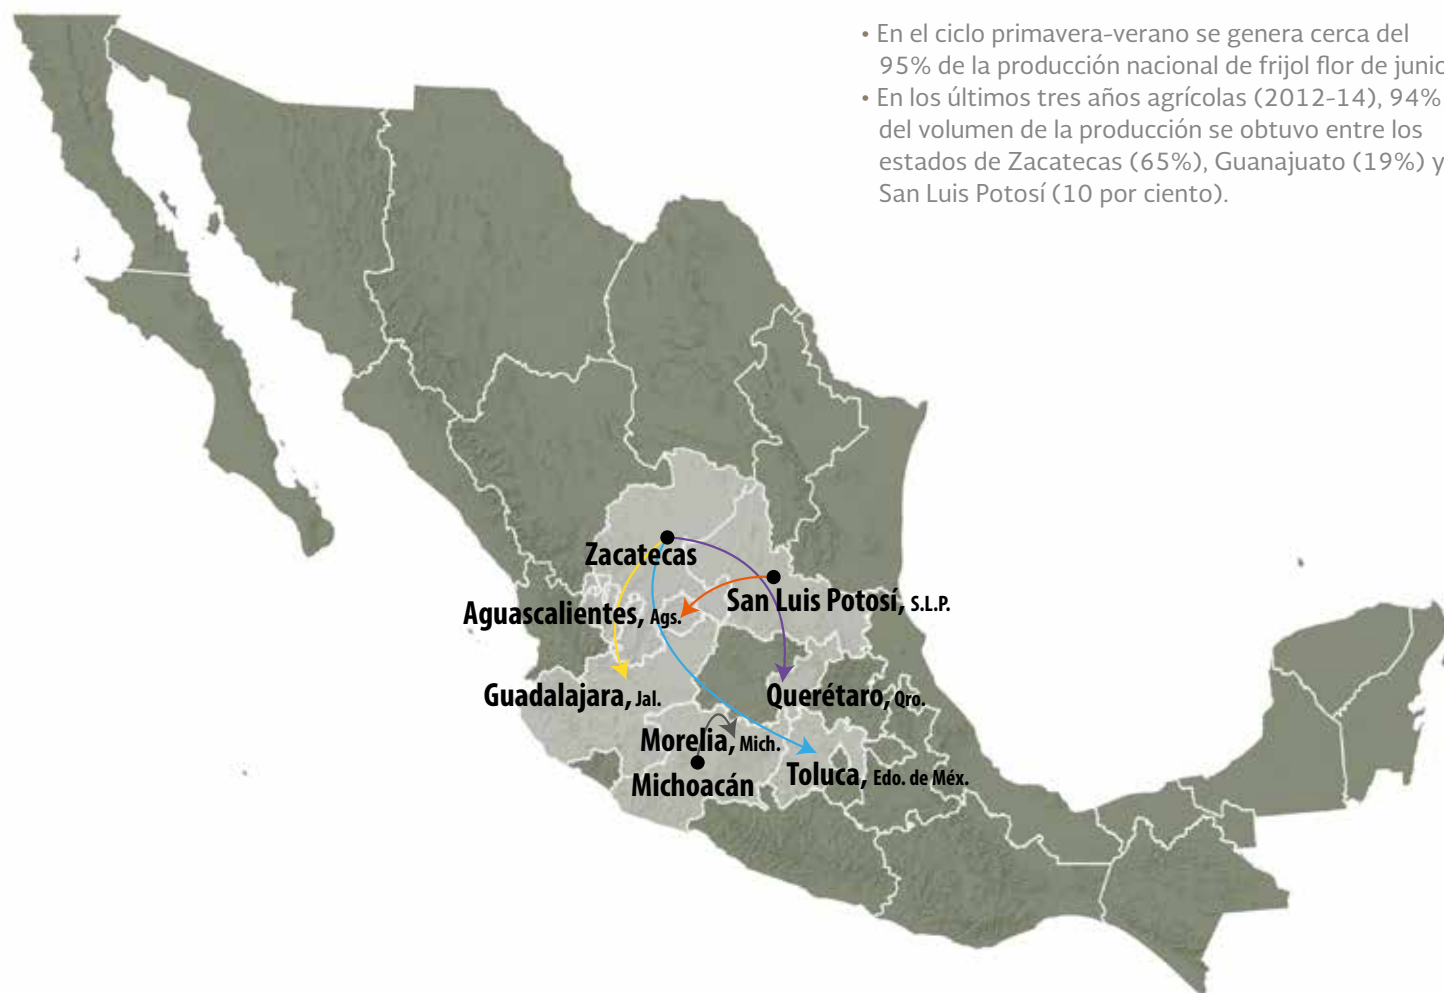 • En el ciclo primavera-verano se genera cerca del
95% de la producción nacional de frijol flor de junio
• En los últimos tres años agrícolas (2012-14), 94%
del volumen de la producción se obtuvo entre los
estados de Zacatecas (65%), Guanajuato (19%) y
San Luis Potosí (10 por ciento).
Zacatecas
Aguascalientes, Ags.
San Luis Potosí, S.L.P.
Guadalajara, Jal.
Querétaro, Qro.
Morelia, Mich.
Michoacán
Toluca, Edo. de Méx.